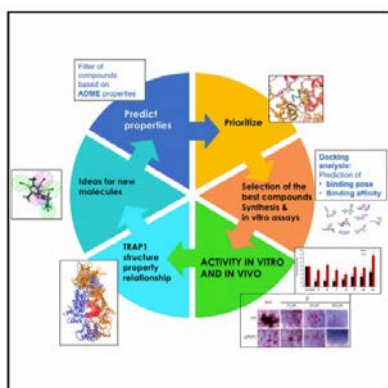 Filter of
compounds
based on
ADME properties
Predict
properties
Prioritize
Ideas for new
molecules
Docking
analysis:
Prediction of
• binding pose
• Binding affinity
Selection of the
best compounds
Synthesis &
in vitro assays
TRAP1
structure
property
relationship
ACTIVITY IN VITRO
AND IN VIVO